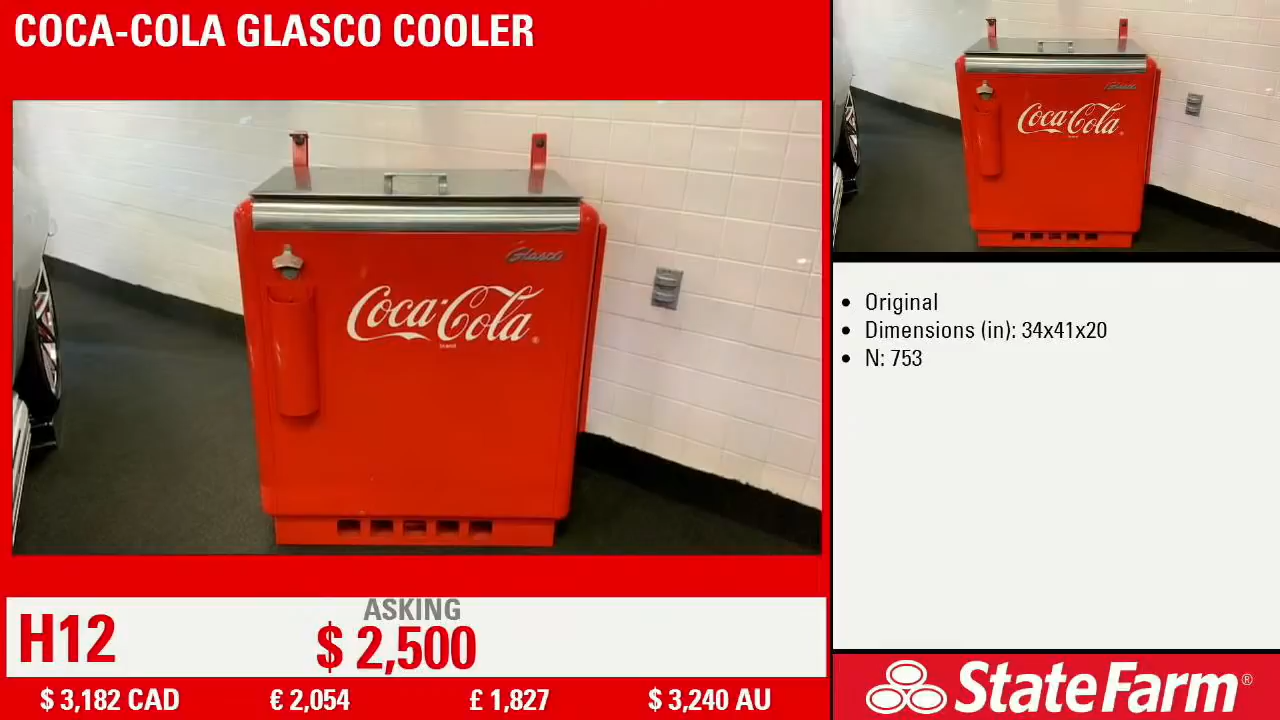 COCA-COLA GLASCO COOLER
Glasco
Coca-Cola®
brand
Glasco
Coca-Cola®
• Original
• Dimensions (in): 34x41x20
• N: 753
H12
ASKING
$ 2,500
$ 3,182 CAD
€ 2,054
£ 1,827
$ 3,240 AU
StateFarm®